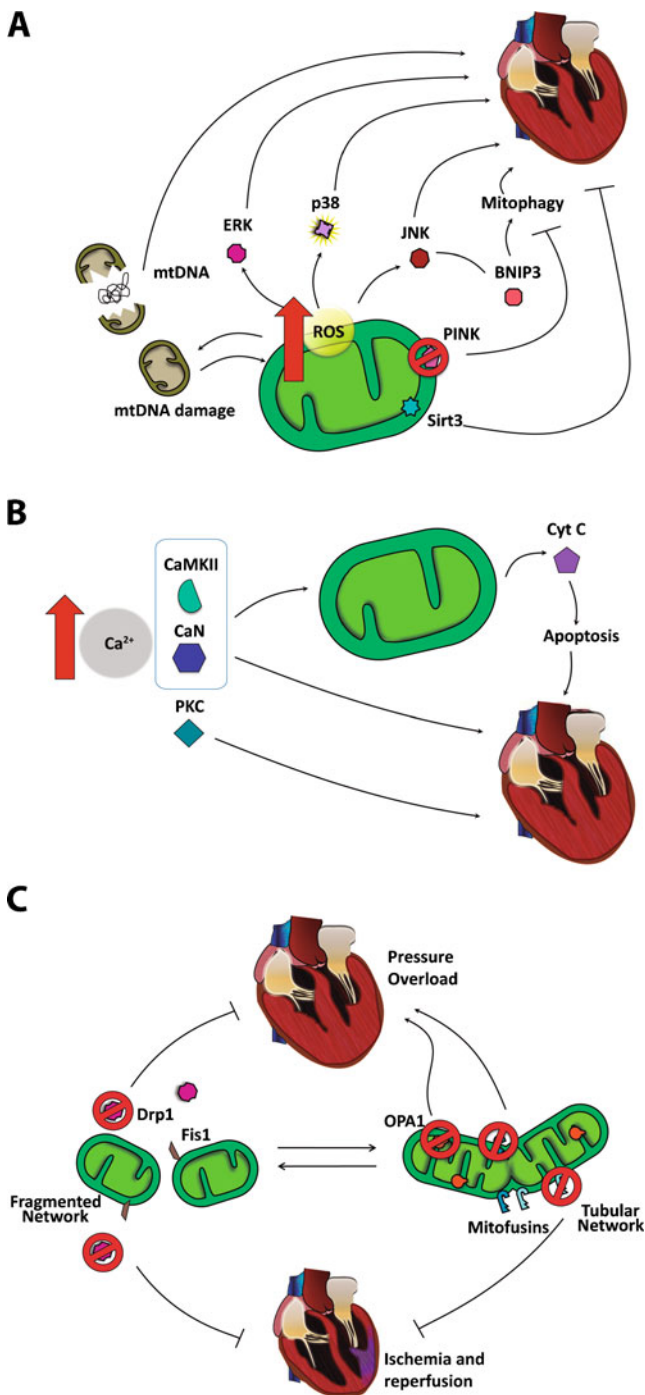 A
p38
ERK
JNK
Mitophagy
mtDNA
BNIP3
ROS
PINK
mtDNA damage
Sirt3
B
Cyt C
CaMKII
Ca2+
CaN
Apoptosis
PKC
C
Pressure
Overload
Drp1
OPA1
Fis1
Fragmented
Network
Mitofusins
Tubular
Network
Ischemia and
reperfusion